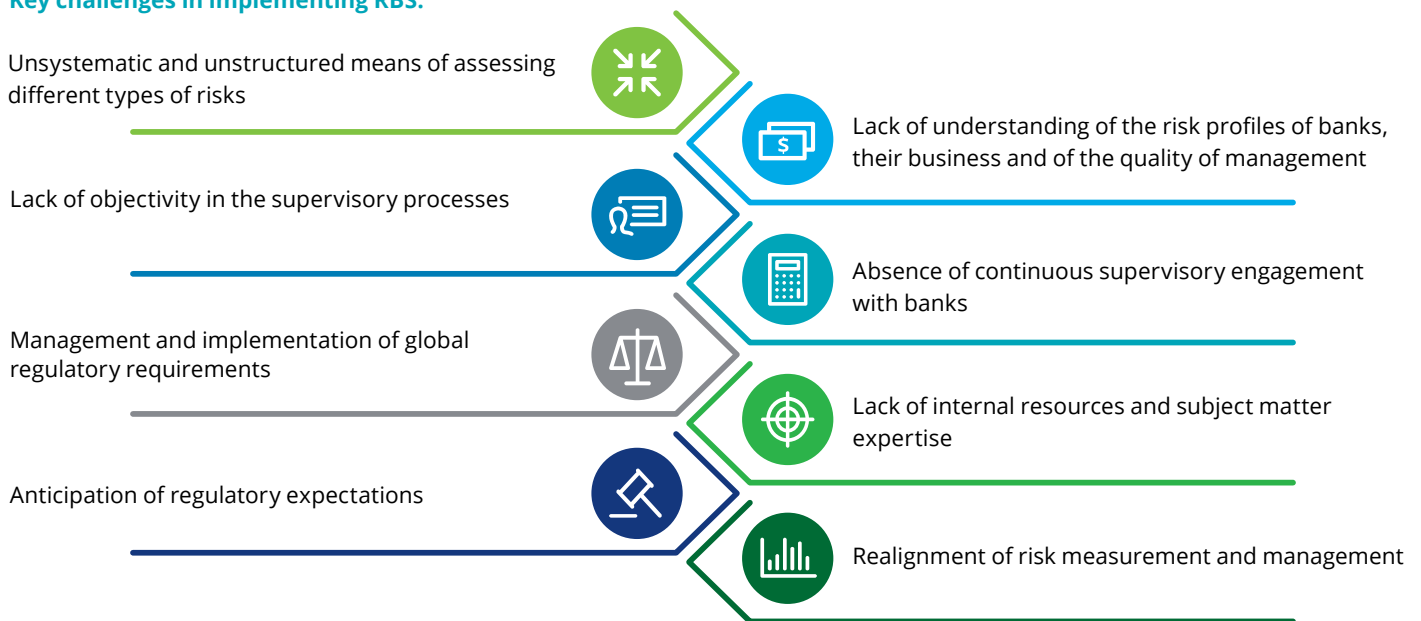 Key challenges in implementing RBS:
Unsystematic and unstructured means of assessing
different types of risks
$
Lack of understanding of the risk profiles of banks,
their business and of the quality of management
Lack of objectivity in the supervisory processes
Absence of continuous supervisory engagement
with banks
Management and implementation of global
regulatory requirements
Lack of internal resources and subject matter
expertise
Anticipation of regulatory expectations
Realignment of risk measurement and management